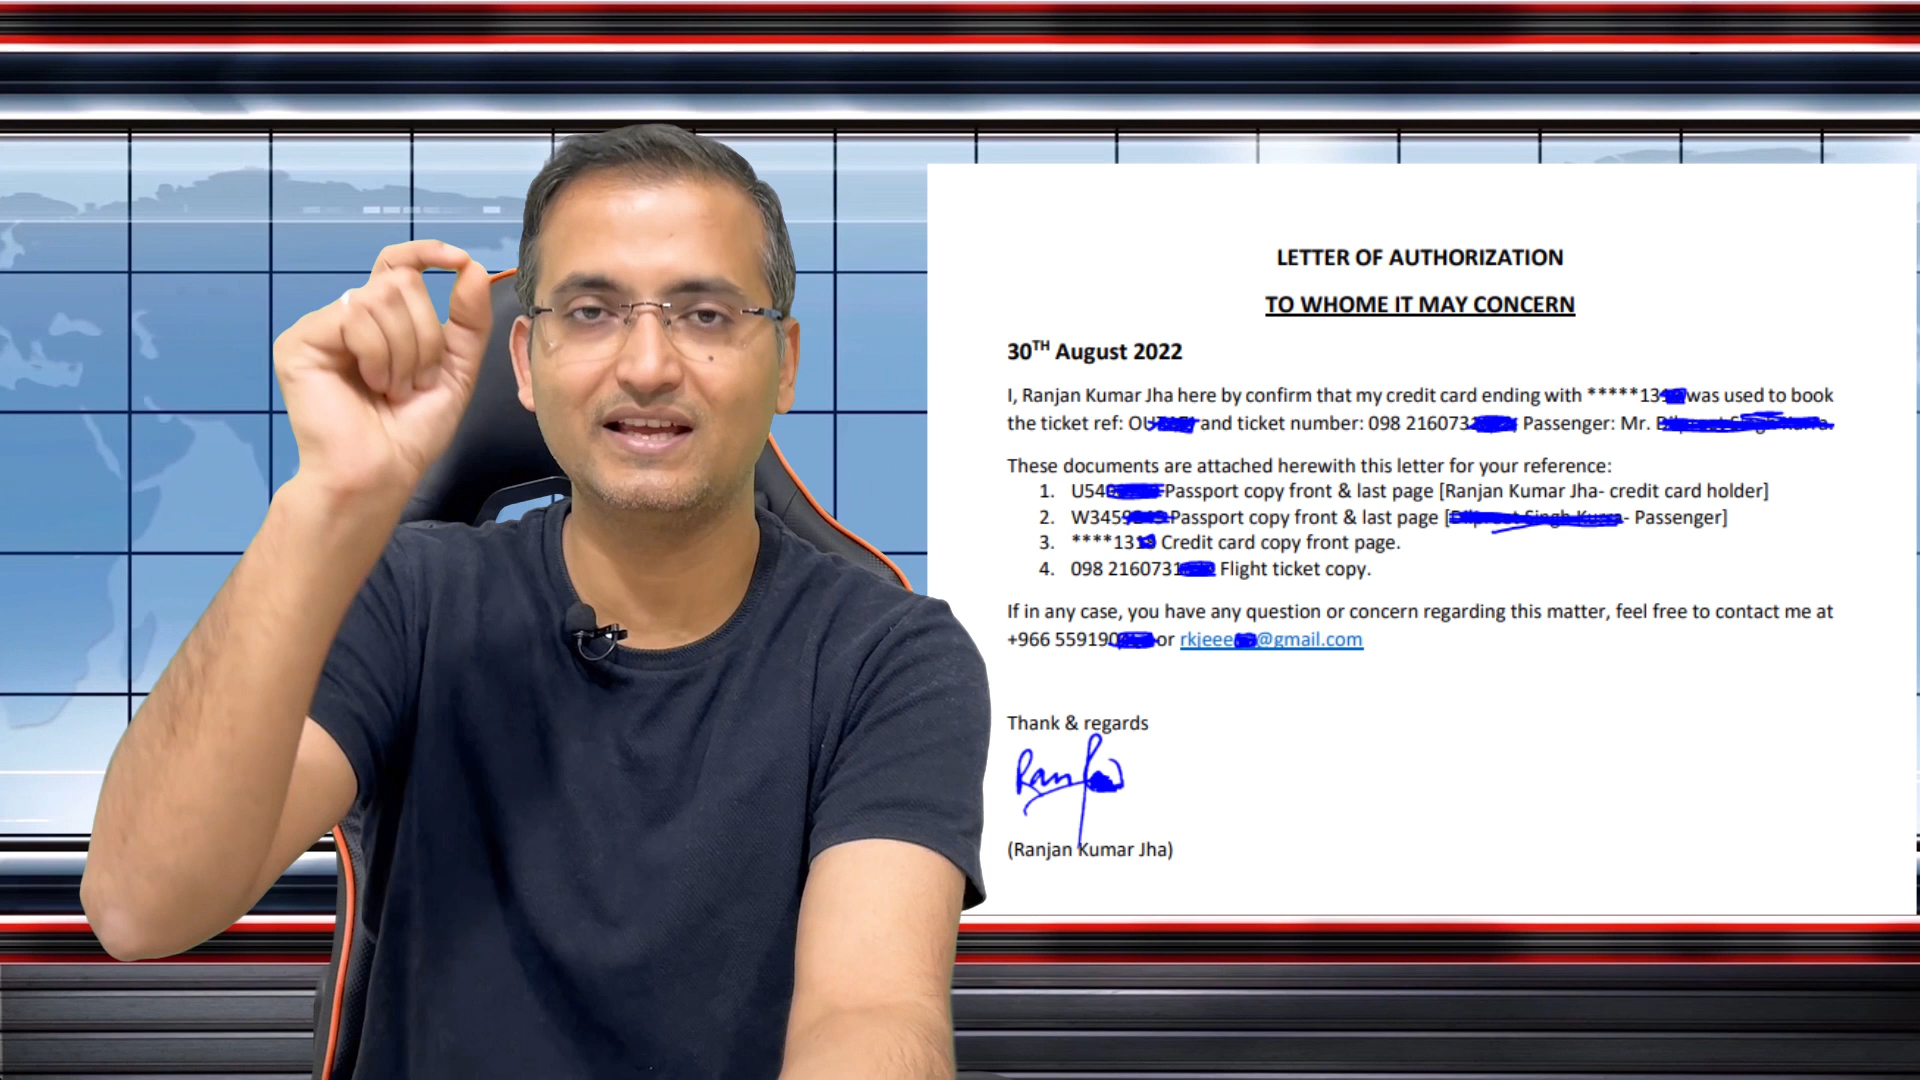 LETTER OF AUTHORIZATION
TO WHOME IT MAY CONCERN
30TH August 2022
I, Ranjan Kumar Jha here by confirm that my credit card ending with *****13 was used to book
the ticket ref: OU and ticket number: 098 216073 Passenger: Mr.
These documents are attached herewith this letter for your reference:
1. U54 Passport copy front & last page [Ranjan Kumar Jha- credit card holder]
2. W345 Passport copy front & last page [ - Passenger]
3. ****13 Credit card copy front page.
4. 098 2160731 Flight ticket copy.
If in any case, you have any question or concern regarding this matter, feel free to contact me at
+966 55919 or rkjeee @gmail.com
Thank & regards
Ranjan
(Ranjan Kumar Jha)